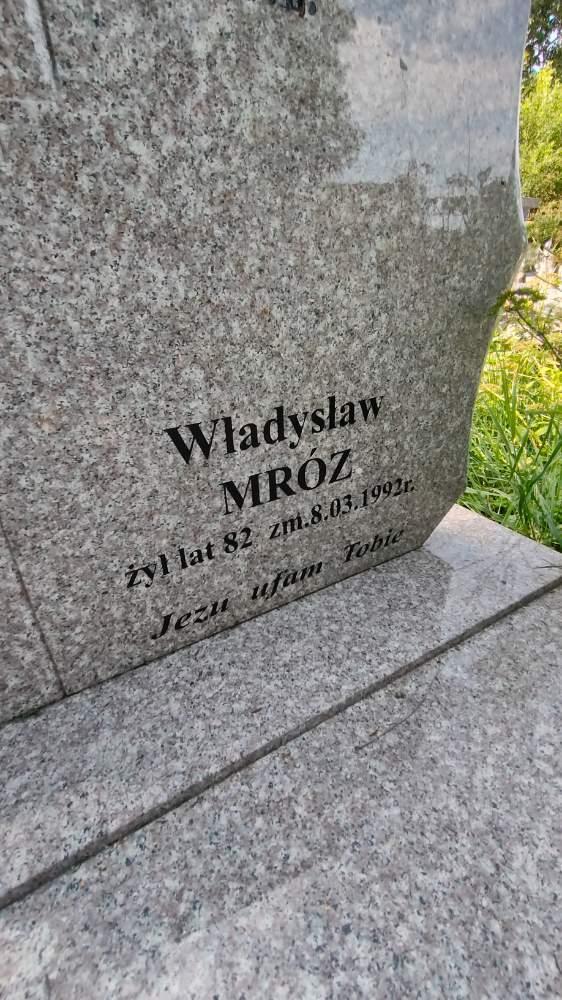 Władysław
MRÓZ
żył lat 82 zm.8.03.1992r.
Jezu ufam Tobie